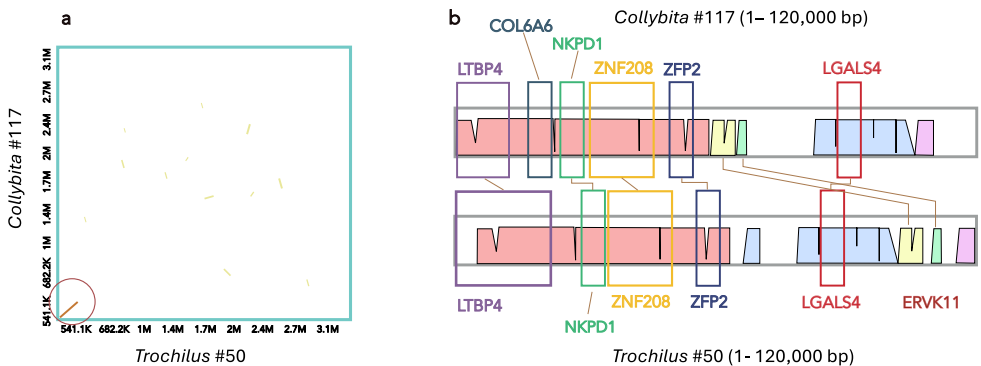 a
Collybita #117
3.1M
2.7M
2.4M
2M
1.7M
1.4M
1M
682.2K
541.1K
541.1K 682.2K 1M 1.4M 1.7M 2M 2.4M 2.7M 3.1M
Trochilus #50
b
Collybita #117 (1– 120,000 bp)
COL6A6
NKPD1
LTBP4 ZNF208 ZFP2 LGALS4
LTBP4 ZNF208 ZFP2 LGALS4 ERVK11
NKPD1
Trochilus #50 (1- 120,000 bp)